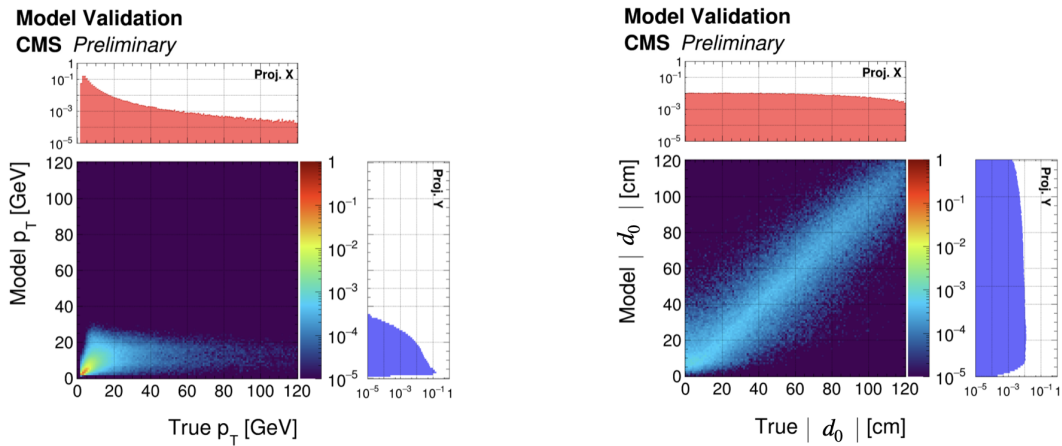 Model Validation
CMS Preliminary
Proj. X
10⁻¹
10⁻³
10⁻⁵
120
100
80
60
40
20
0
Model p_T [GeV]
1
10⁻¹
10⁻²
10⁻³
10⁻⁴
10⁻⁵
Proj. Y
0 20 40 60 80 100 120
10⁻⁵ 10⁻³ 10⁻¹ 1
True p_T [GeV]
Model Validation
CMS Preliminary
Proj. X
1
10⁻¹
10⁻³
10⁻⁵
120
100
80
60
40
20
0
Model | d₀ | [cm]
1
10⁻¹
10⁻²
10⁻³
10⁻⁴
10⁻⁵
Proj. Y
0 20 40 60 80 100 120
10⁻⁵ 10⁻³ 10⁻¹ 1
True | d₀ | [cm]